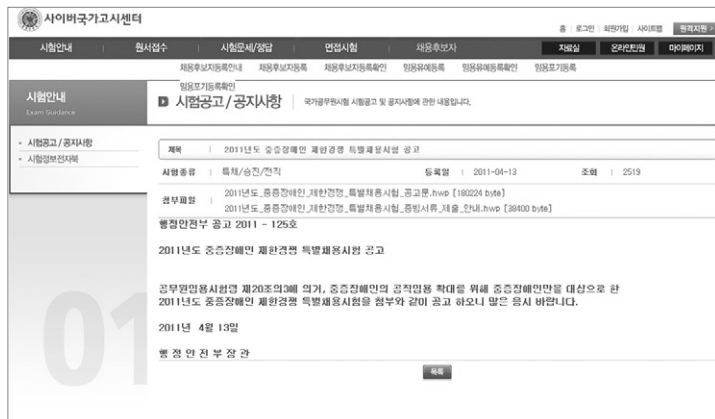 사이버국가고시센터
홈 | 로그인 | 회원가입 | 사이트맵 원격지원 >
시험안내 원서접수 시험문제/정답 면접시험 채용후보자 자료실 온라인민원 마이페이지
채용후보자등록안내 채용후보자등록 채용후보자등록확인 임용유예등록 임용유예등록확인 임용포기등록
임용포기등록확인
시험안내
Exam Guidance
시험공고 / 공지사항
시험정보전자북
시험공고 / 공지사항 | 국가공무원시험 시험공고 및 공지사항에 관한 내용입니다.
제목 | 2011년도 중증장애인 제한경쟁 특별채용시험 공고
시험종류 | 특채/승진/전직 등록일 | 2011-04-13 조회 | 2519
첨부파일 | 2011년도_중증장애인_제한경쟁_특별채용시험_공고문.hwp [180224 byte]
2011년도_중증장애인_제한경쟁_특별채용시험_증빙서류_제출_안내.hwp [38400 byte]
행정안전부 공고 2011 - 125호
2011년도 중증장애인 제한경쟁 특별채용시험 공고
공무원임용시험령 제20조의3에 의거, 중증장애인의 공직임용 확대를 위해 중증장애인만을 대상으로 한
2011년도 중증장애인 제한경쟁 특별채용시험을 첨부와 같이 공고 하오니 많은 응시 바랍니다.
2011년 4월 13일
행 정 안 전 부 장 관
목록
01